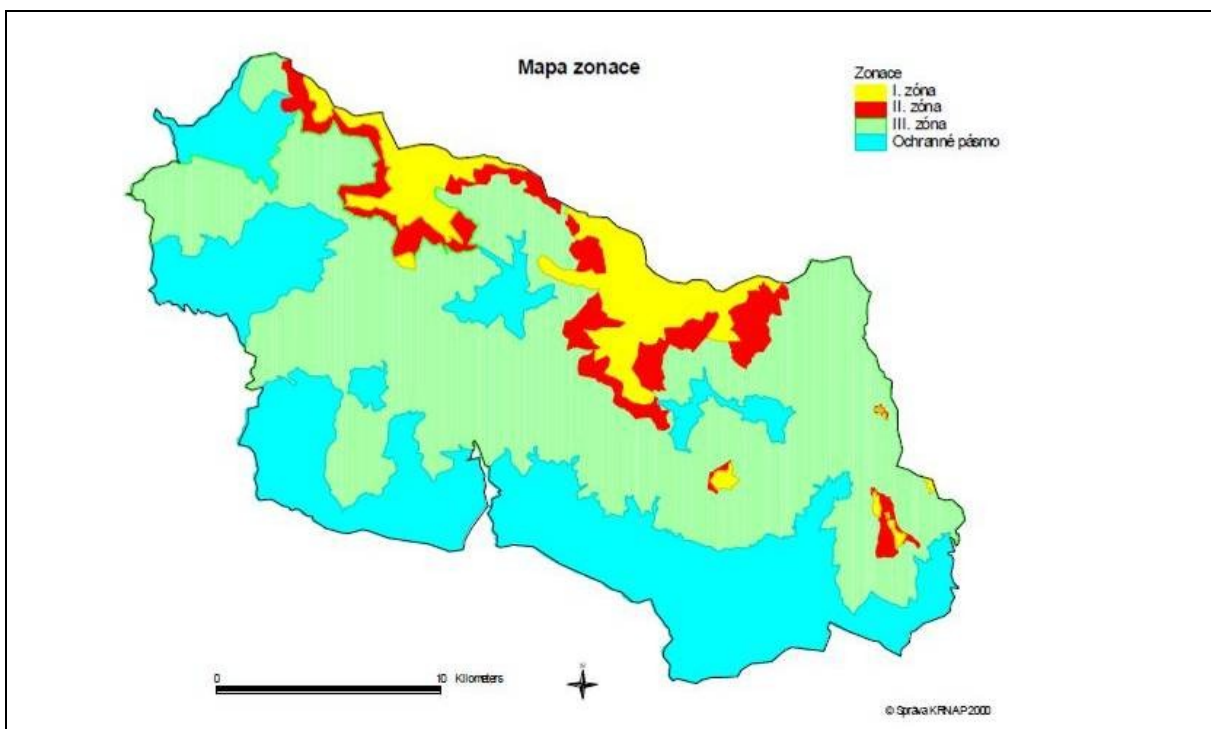 Mapa zonace
Zonace
I. zóna
II. zóna
III. zóna
Ochranné pásmo
0 10 Kilometers
N
© Správa KRNAP 2000